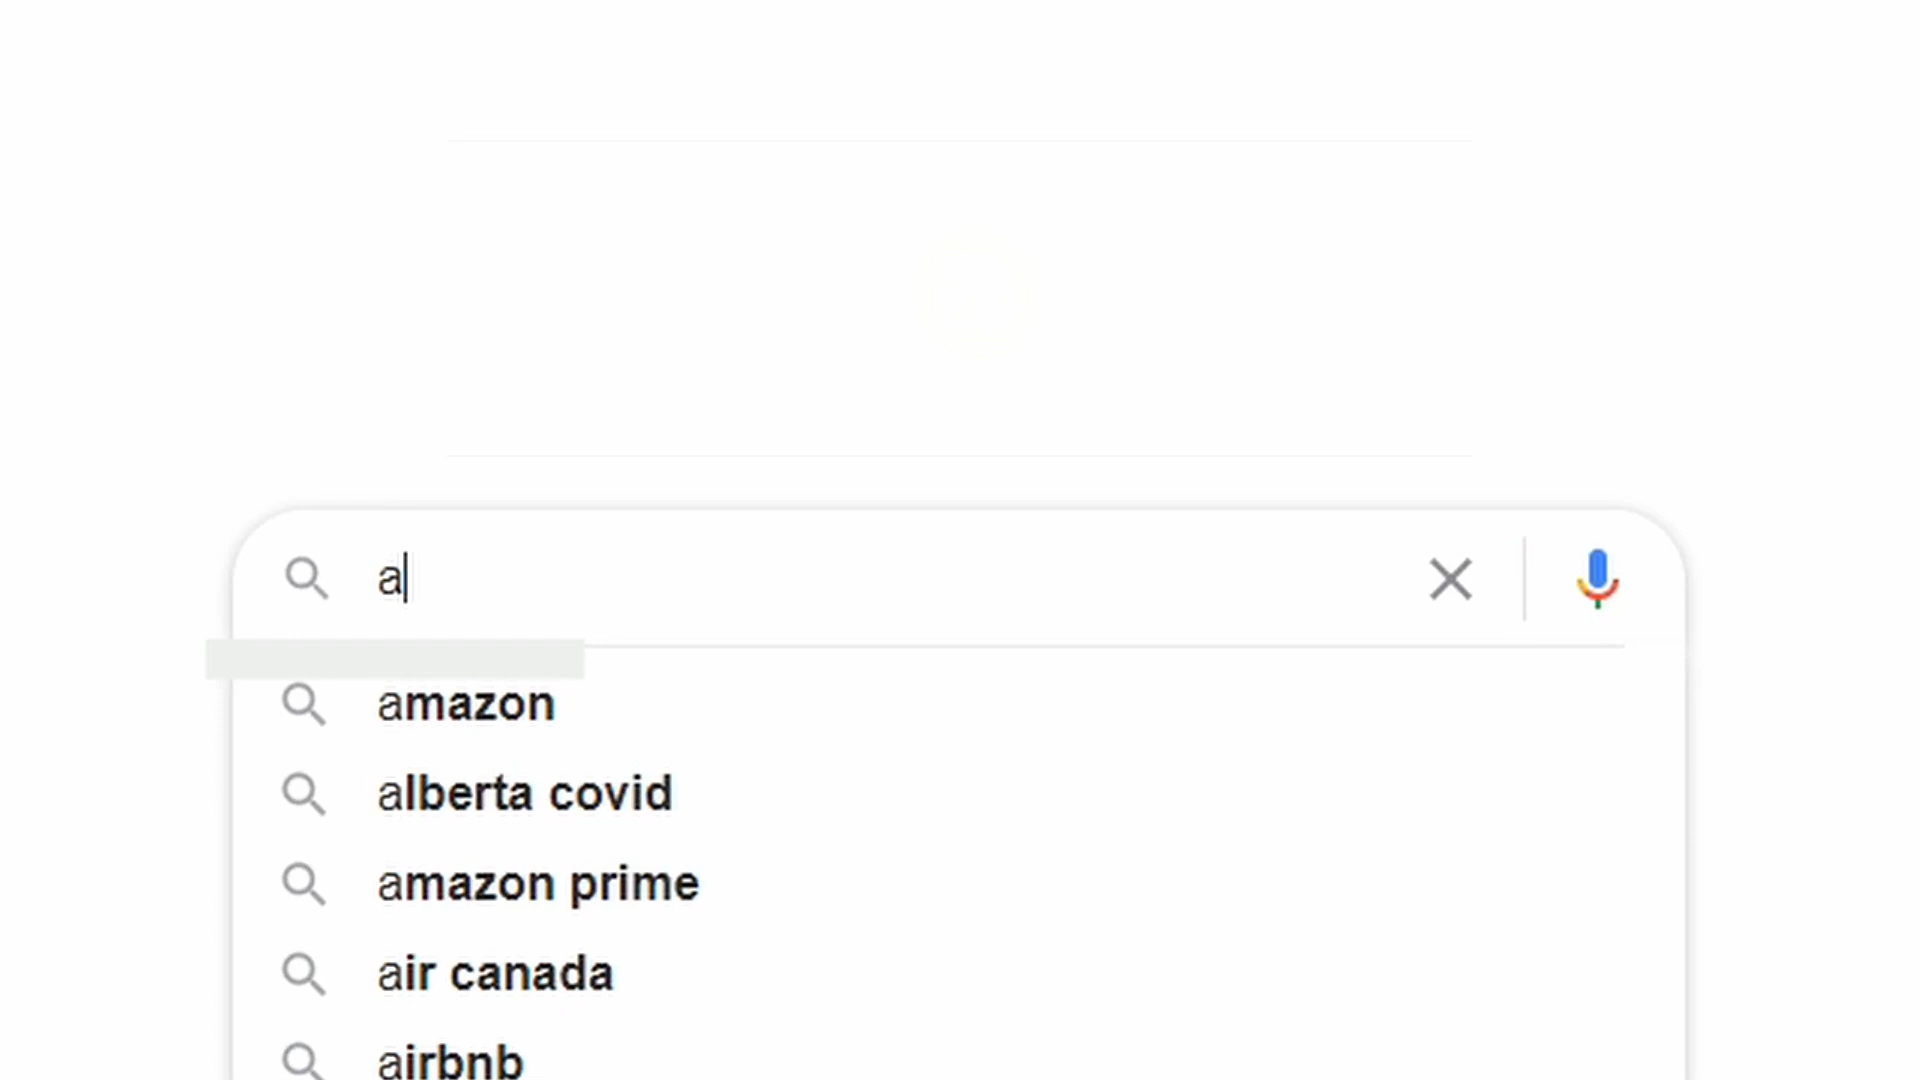 a
amazon
alberta covid
amazon prime
air canada
airbnb